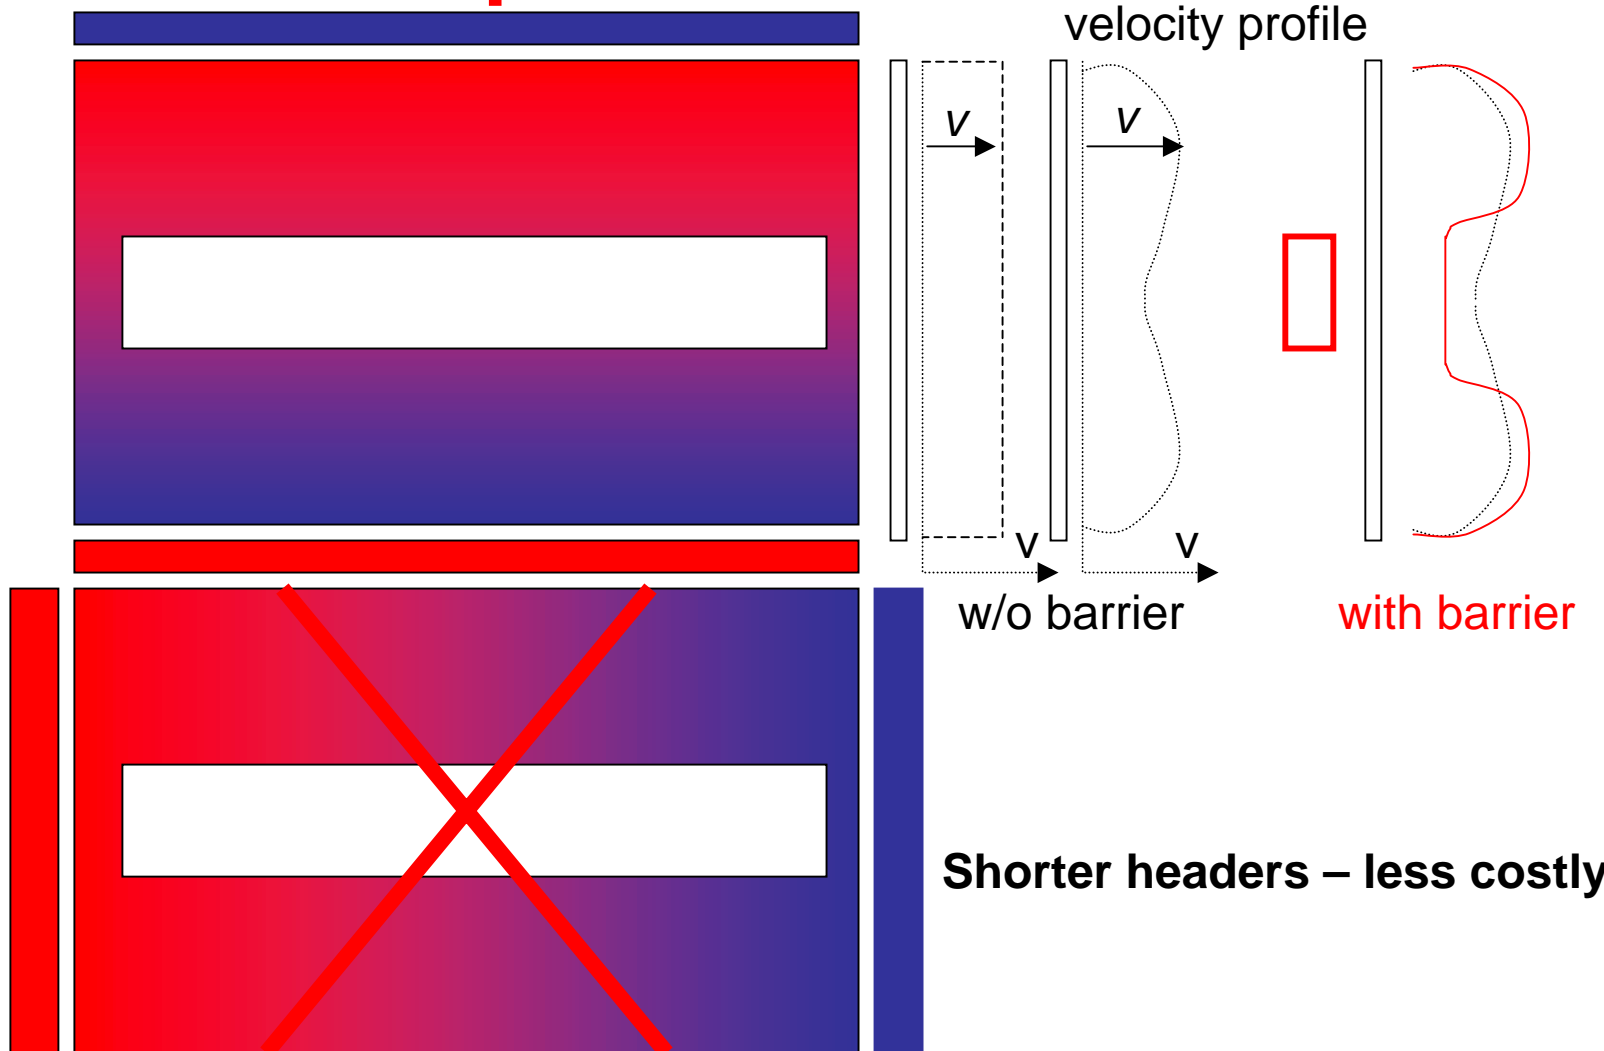 velocity profile
v
v
v
v
w/o barrier
with barrier
Shorter headers – less costly